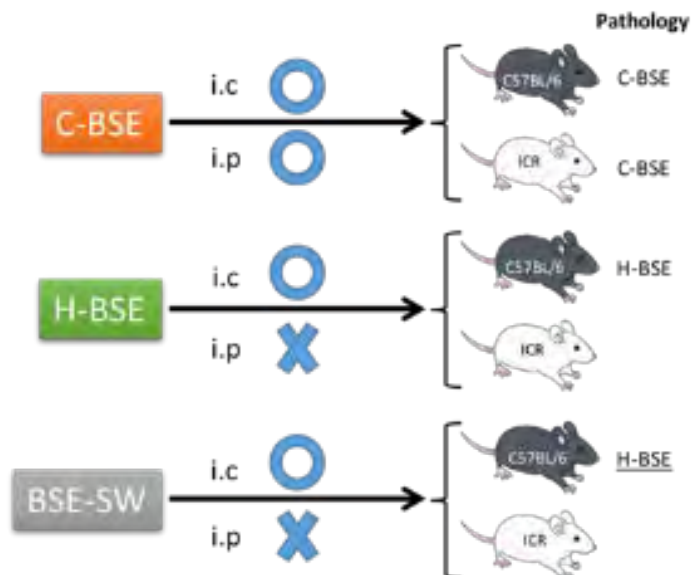 Pathology
C-BSE
i.c
i.p
C57BL/6
C-BSE
ICR
C-BSE
H-BSE
i.c
i.p
C57BL/6
H-BSE
ICR
BSE-SW
i.c
i.p
C57BL/6
H-BSE
ICR